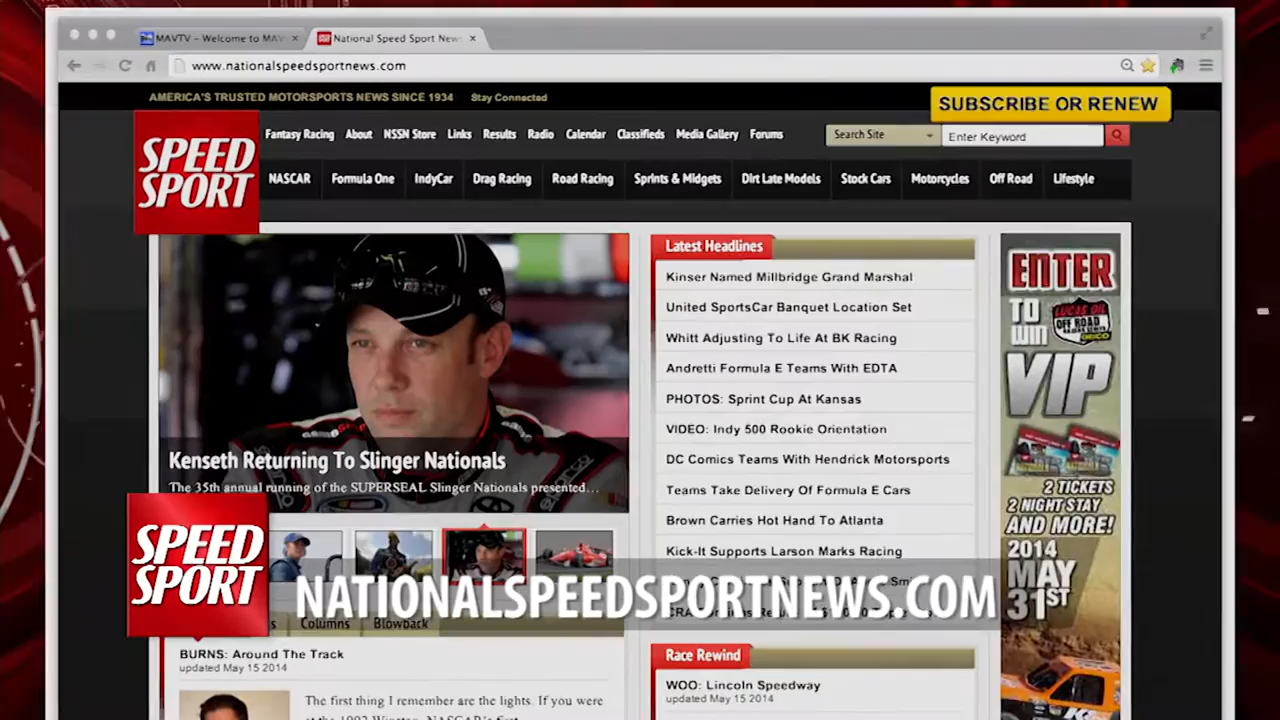 MAVTV – Welcome to MAV
National Speed Sport News
www.nationalspeedsportnews.com
AMERICA'S TRUSTED MOTORSPORTS NEWS SINCE 1934
Stay Connected
SUBSCRIBE OR RENEW
SPEED
SPORT
Fantasy Racing About NSSN Store Links Results Radio Calendar Classifieds Media Gallery Forums
Search Site
Enter Keyword
NASCAR Formula One IndyCar Drag Racing Road Racing Sprints & Midgets Dirt Late Models Stock Cars Motorcycles Off Road Lifestyle
Kenseth Returning To Slinger Nationals
The 35th annual running of the SUPERSEAL Slinger Nationals presented...
Latest Headlines
Kinser Named Millbridge Grand Marshal
United SportsCar Banquet Location Set
Whitt Adjusting To Life At BK Racing
Andretti Formula E Teams With EDTA
PHOTOS: Sprint Cup At Kansas
VIDEO: Indy 500 Rookie Orientation
DC Comics Teams With Hendrick Motorsports
Teams Take Delivery Of Formula E Cars
Brown Carries Hot Hand To Atlanta
Kick-It Supports Larson Marks Racing
ENTER
TO
WIN
LUCAS OIL
OFF ROAD
RACING SERIES
GEICO
VIP
2 TICKETS
2 NIGHT STAY
AND MORE!
2014
MAY
31ST
SPEED
SPORT
NATIONALSPEEDSPORTNEWS.COM
Columns Blowback
BURNS: Around The Track
updated May 15 2014
The first thing I remember are the lights. If you were
Race Rewind
WOO: Lincoln Speedway
updated May 15 2014